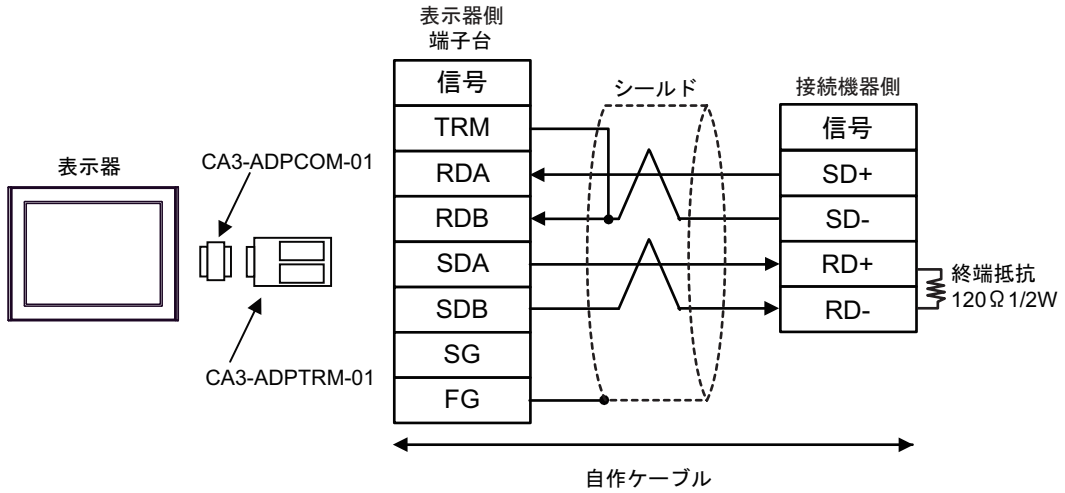 表示器
CA3-ADPCOM-01
CA3-ADPTRM-01
表示器側
端子台
信号
TRM
RDA
RDB
SDA
SDB
SG
FG
シールド
接続機器側
信号
SD+
SD-
RD+
RD-
終端抵抗
120Ω1/2W
自作ケーブル